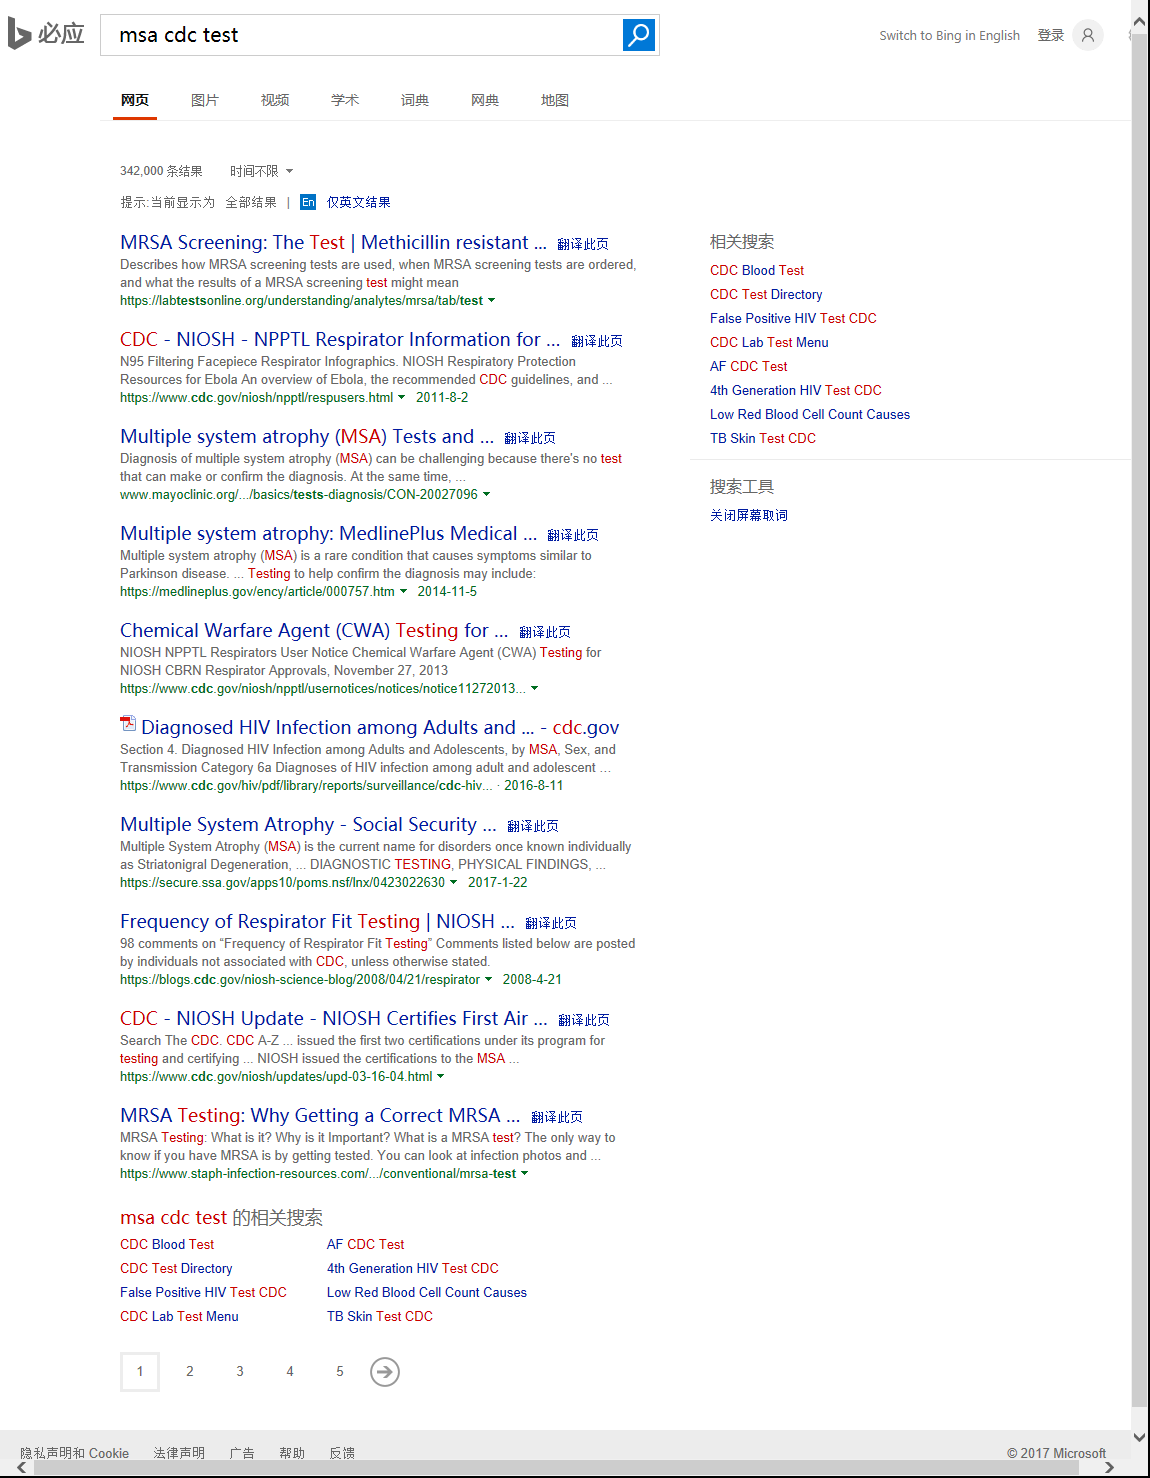 必应
msa cdc test
Switch to Bing in English 登录
网页 图片 视频 学术 词典 网典 地图
342,000 条结果 时间不限
提示:当前显示为 全部结果 | En 仅英文结果
MRSA Screening: The Test | Methicillin resistant ... 翻译此页
Describes how MRSA screening tests are used, when MRSA screening tests are ordered,
and what the results of a MRSA screening test might mean
https://labtestsonline.org/understanding/analytes/mrsa/tab/test
CDC - NIOSH - NPPTL Respirator Information for ... 翻译此页
N95 Filtering Facepiece Respirator Infographics. NIOSH Respiratory Protection
Resources for Ebola An overview of Ebola, the recommended CDC guidelines, and ...
https://www.cdc.gov/niosh/npptl/respusers.html 2011-8-2
Multiple system atrophy (MSA) Tests and ... 翻译此页
Diagnosis of multiple system atrophy (MSA) can be challenging because there's no test
that can make or confirm the diagnosis. At the same time, ...
www.mayoclinic.org/.../basics/tests-diagnosis/CON-20027096
Multiple system atrophy: MedlinePlus Medical ... 翻译此页
Multiple system atrophy (MSA) is a rare condition that causes symptoms similar to
Parkinson disease. ... Testing to help confirm the diagnosis may include:
https://medlineplus.gov/ency/article/000757.htm 2014-11-5
Chemical Warfare Agent (CWA) Testing for ... 翻译此页
NIOSH NPPTL Respirators User Notice Chemical Warfare Agent (CWA) Testing for
NIOSH CBRN Respirator Approvals, November 27, 2013
https://www.cdc.gov/niosh/npptl/usernotices/notices/notice11272013...
Diagnosed HIV Infection among Adults and ... - cdc.gov
Section 4. Diagnosed HIV Infection among Adults and Adolescents, by MSA, Sex, and
Transmission Category 6a Diagnoses of HIV infection among adult and adolescent ...
https://www.cdc.gov/hiv/pdf/library/reports/surveillance/cdc-hiv... · 2016-8-11
Multiple System Atrophy - Social Security ... 翻译此页
Multiple System Atrophy (MSA) is the current name for disorders once known individually
as Striatonigral Degeneration, ... DIAGNOSTIC TESTING, PHYSICAL FINDINGS, ...
https://secure.ssa.gov/apps10/poms.nsf/lnx/0423022630 2017-1-22
Frequency of Respirator Fit Testing | NIOSH ... 翻译此页
98 comments on “Frequency of Respirator Fit Testing” Comments listed below are posted
by individuals not associated with CDC, unless otherwise stated.
https://blogs.cdc.gov/niosh-science-blog/2008/04/21/respirator 2008-4-21
CDC - NIOSH Update - NIOSH Certifies First Air ... 翻译此页
Search The CDC. CDC A-Z ... issued the first two certifications under its program for
testing and certifying ... NIOSH issued the certifications to the MSA ...
https://www.cdc.gov/niosh/updates/upd-03-16-04.html
MRSA Testing: Why Getting a Correct MRSA ... 翻译此页
MRSA Testing: What is it? Why is it Important? What is a MRSA test? The only way to
know if you have MRSA is by getting tested. You can look at infection photos and ...
https://www.staph-infection-resources.com/.../conventional/mrsa-test
相关搜索
CDC Blood Test
CDC Test Directory
False Positive HIV Test CDC
CDC Lab Test Menu
AF CDC Test
4th Generation HIV Test CDC
Low Red Blood Cell Count Causes
TB Skin Test CDC
搜索工具
关闭屏幕取词
msa cdc test 的相关搜索
CDC Blood Test AF CDC Test
CDC Test Directory 4th Generation HIV Test CDC
False Positive HIV Test CDC Low Red Blood Cell Count Causes
CDC Lab Test Menu TB Skin Test CDC
1 2 3 4 5
隐私声明和 Cookie 法律声明 广告 帮助 反馈 © 2017 Microsoft